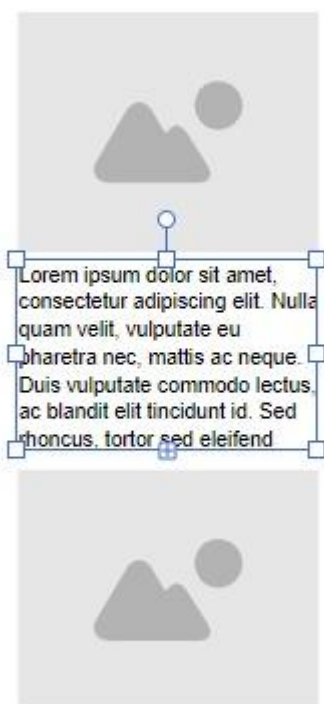 Lorem ipsum dolor sit amet,
consectetur adipiscing elit. Nulla
quam velit, vulputate eu
pharetra nec, mattis ac neque.
Duis vulputate commodo lectus,
ac blandit elit tincidunt id. Sed
rhoncus, tortor sed eleifend